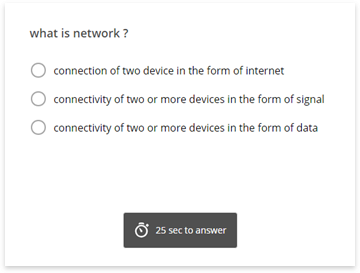 what is network ?
connection of two device in the form of internet
connectivity of two or more devices in the form of signal
connectivity of two or more devices in the form of data
25 sec to answer